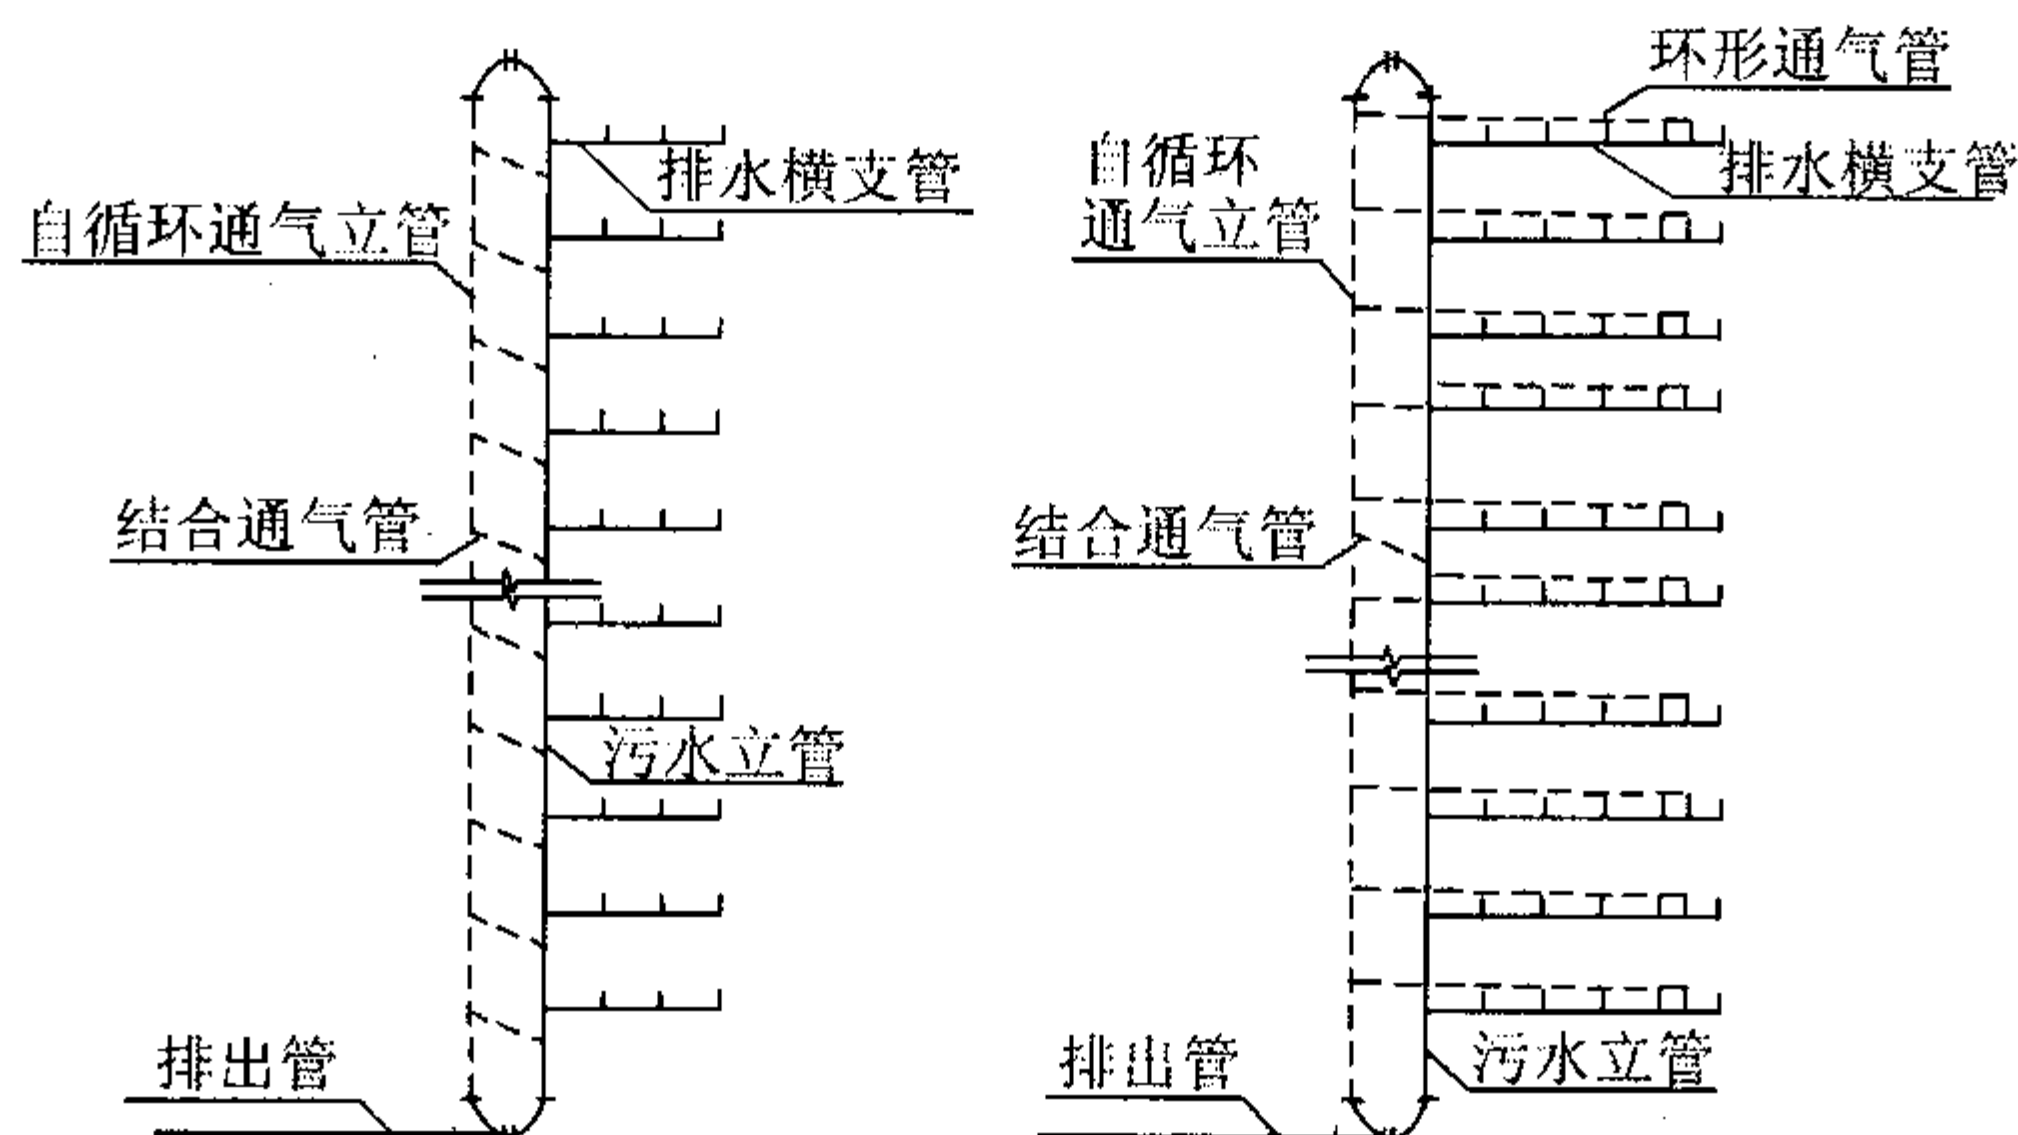 排水横支管
自循环通气立管
结合通气管
污水立管
排出管
环形通气管
排水横支管
自循环
通气立管
结合通气管
污水立管
排出管